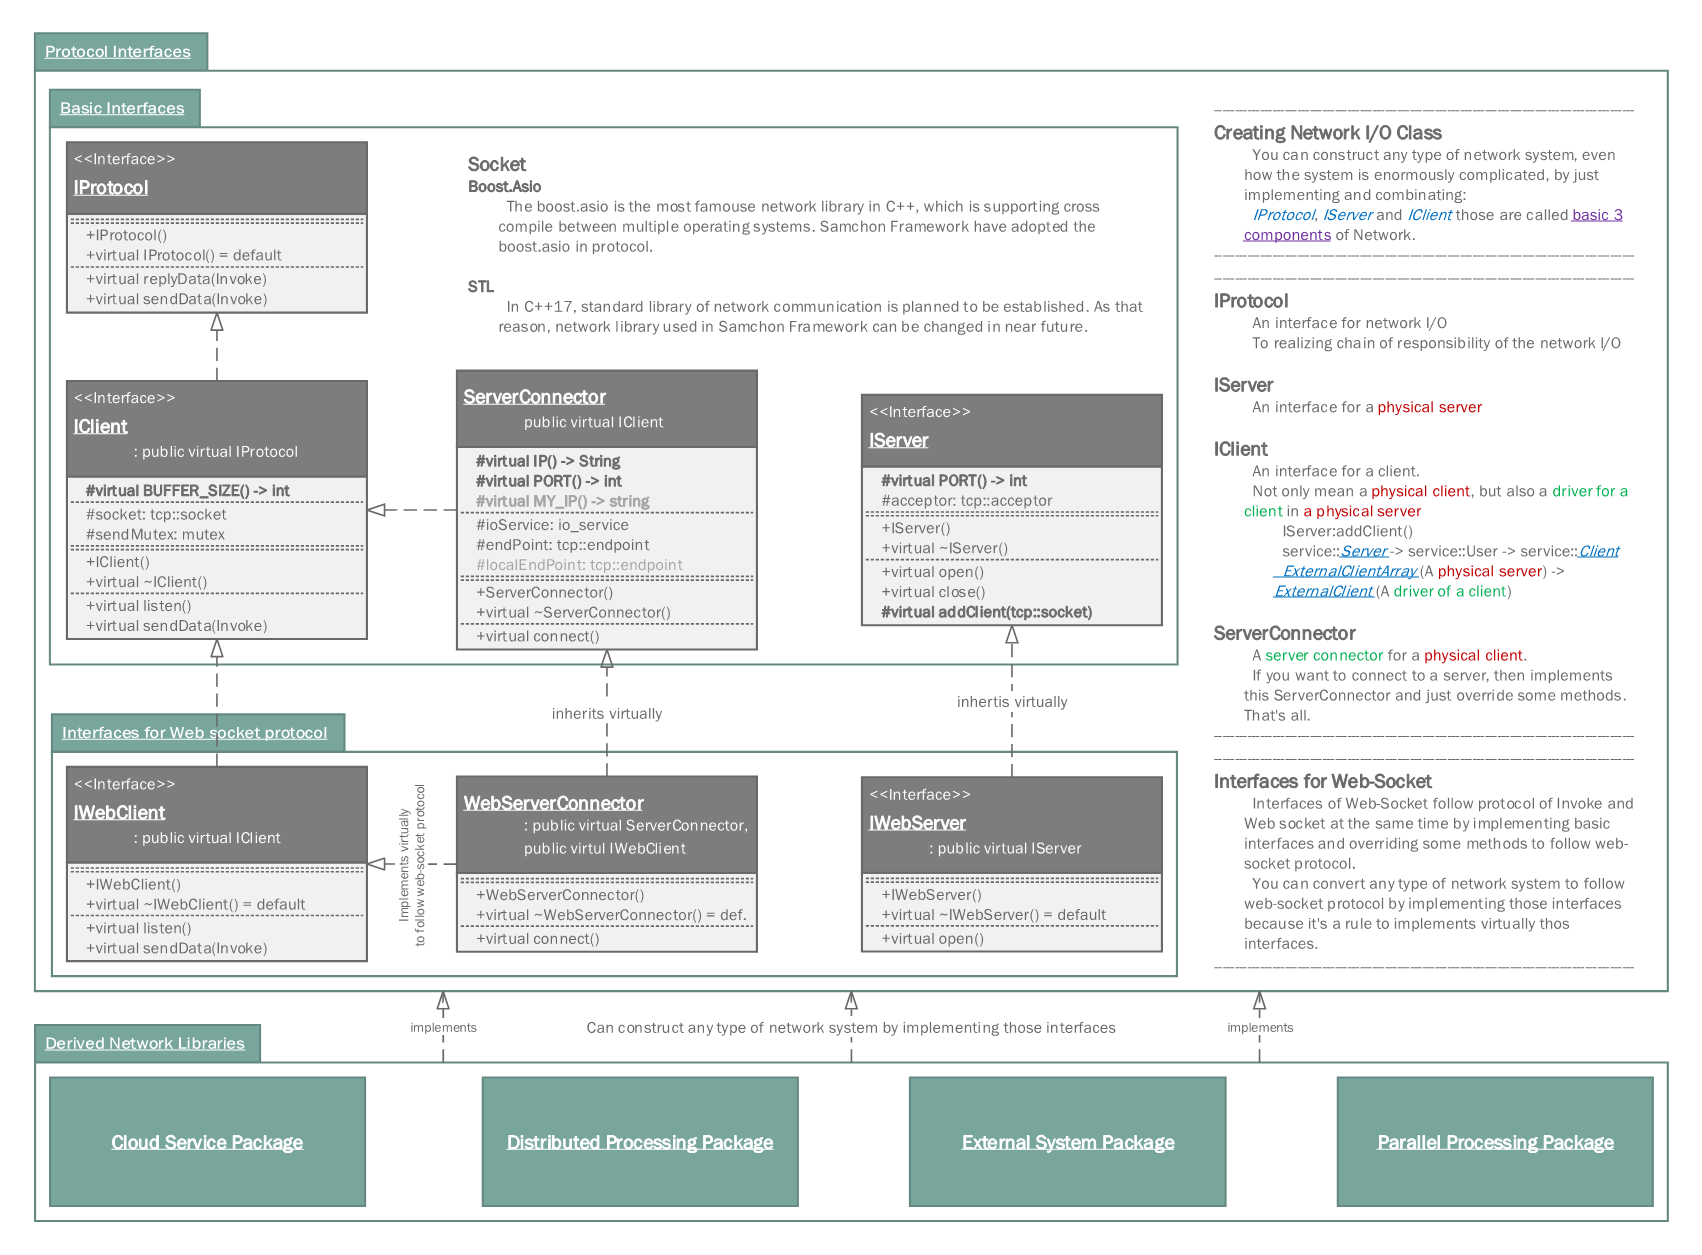 Protocol Interfaces
Basic Interfaces
<<Interface>>
IProtocol
+IProtocol()
+virtual IProtocol() = default
+virtual replyData(Invoke)
+virtual sendData(Invoke)
Socket
Boost.Asio
The boost.asio is the most famouse network library in C++, which is supporting cross
compile between multiple operating systems. Samchon Framework have adopted the
boost.asio in protocol.
STL
In C++17, standard library of network communication is planned to be established. As that
reason, network library used in Samchon Framework can be changed in near future.
<<Interface>>
IClient
: public virtual IProtocol
#virtual BUFFER_SIZE() -> int
#socket: tcp::socket
#sendMutex: mutex
+IClient()
+virtual ~IClient()
+virtual listen()
+virtual sendData(Invoke)
ServerConnector
public virtual IClient
#virtual IP() -> String
#virtual PORT() -> int
#virtual MY_IP() -> string
#ioService: io_service
#endPoint: tcp::endpoint
#localEndPoint: tcp::endpoint
+ServerConnector()
+virtual ~ServerConnector()
+virtual connect()
<<Interface>>
IServer
#virtual PORT() -> int
#acceptor: tcp::acceptor
+IServer()
+virtual ~IServer()
+virtual open()
+virtual close()
#virtual addClient(tcp::socket)
inherits virtually
inhertis virtually
Interfaces for Web socket protocol
<<Interface>>
IWebClient
: public virtual IClient
+IWebClient()
+virtual ~IWebClient() = default
+virtual listen()
+virtual sendData(Invoke)
Implements virtually
to follow web-socket protocol
WebServerConnector
: public virtual ServerConnector,
public virtul IWebClient
+WebServerConnector()
+virtual ~WebServerConnector() = def.
+virtual connect()
<<Interface>>
IWebServer
: public virtual IServer
+IWebServer()
+virtual ~IWebServer() = default
+virtual open()
Creating Network I/O Class
You can construct any type of network system, even
how the system is enormously complicated, by just
implementing and combinating:
IProtocol, IServer and IClient those are called basic 3
components of Network.
IProtocol
An interface for network I/O
To realizing chain of responsibility of the network I/O
IServer
An interface for a physical server
IClient
An interface for a client.
Not only mean a physical client, but also a driver for a
client in a physical server
IServer:addClient()
service::Server -> service::User -> service::Client
ExternalClientArray (A physical server) ->
ExternalClient (A driver of a client)
ServerConnector
A server connector for a physical client.
If you want to connect to a server, then implements
this ServerConnector and just override some methods.
That's all.
Interfaces for Web-Socket
Interfaces of Web-Socket follow protocol of Invoke and
Web socket at the same time by implementing basic
interfaces and overriding some methods to follow web-
socket protocol.
You can convert any type of network system to follow
web-socket protocol by implementing those interfaces
because it's a rule to implements virtually thos
interfaces.
implements
Can construct any type of network system by implementing those interfaces
implements
Derived Network Libraries
Cloud Service Package
Distributed Processing Package
External System Package
Parallel Processing Package